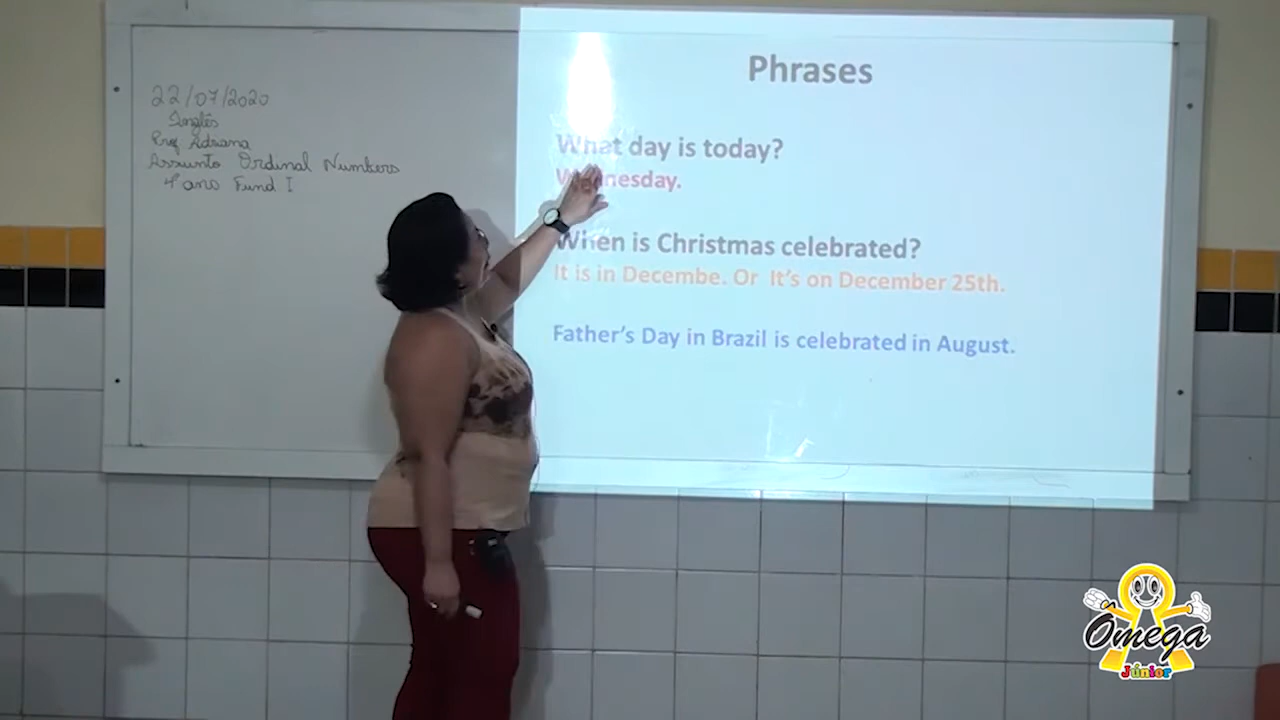 22/07/2020
Inglês
Prof Adriana
Assunto Ordinal Numbers
4º ano Fund I
Phrases
What day is today?
Wednesday.
When is Christmas celebrated?
It is in Decembe. Or It's on December 25th.
Father's Day in Brazil is celebrated in August.
Ômega
Júnior